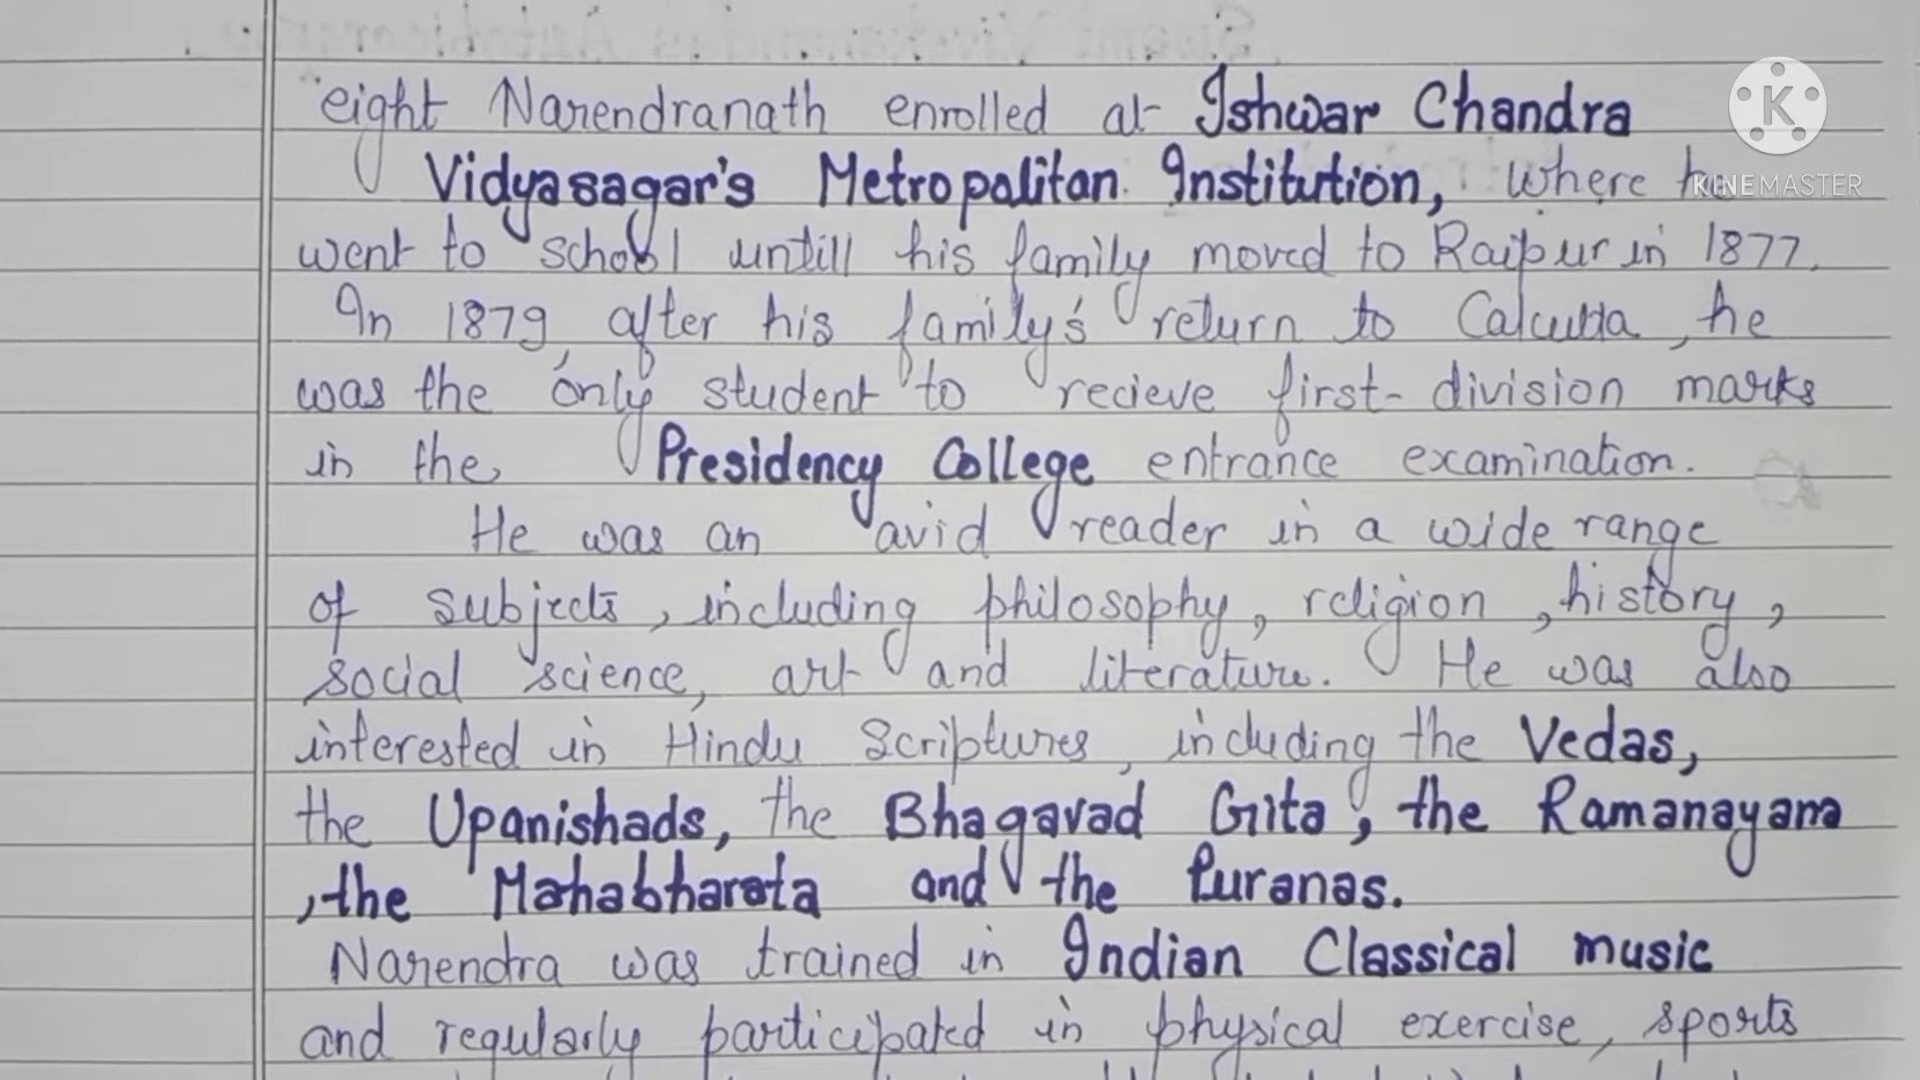 eight Narendranath enrolled at Ishwar Chandra
Vidyasagar's Metropolitan Institution, where he
KINEMASTER
went to school untill his family moved to Raipur in 1877.
In 1879, after his family's return to Calcutta, he
was the only student to recieve first-division marks
in the Presidency College entrance examination.
He was an avid reader in a wide range
of subjects, including philosophy, religion, history,
social science, art and literature. He was also
interested in Hindu Scriptures, including the Vedas,
the Upanishads, the Bhagavad Gita, the Ramanayana
, the Mahabharata and the Puranas.
Narendra was trained in Indian Classical music
and regularly participated in physical exercise, sports